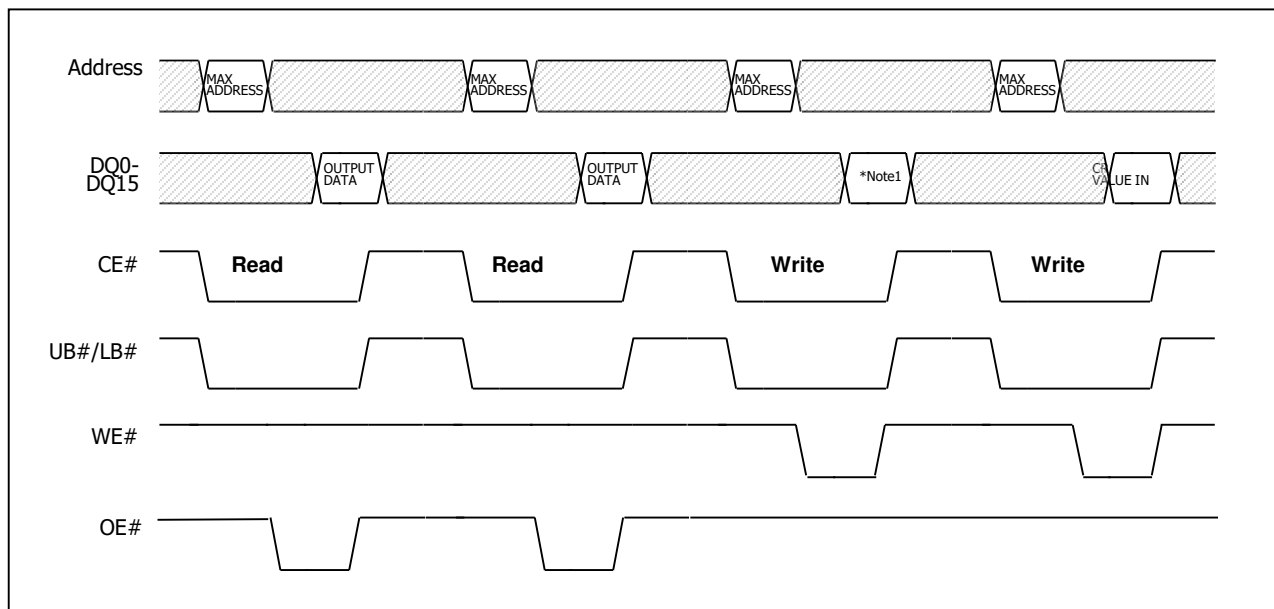 Address
MAX
ADDRESS
MAX
ADDRESS
MAX
ADDRESS
MAX
ADDRESS
DQ0-
DQ15
OUTPUT
DATA
OUTPUT
DATA
*Note1
CR
VALUE IN
CE#
Read
Read
Write
Write
UB#/LB#
WE#
OE#